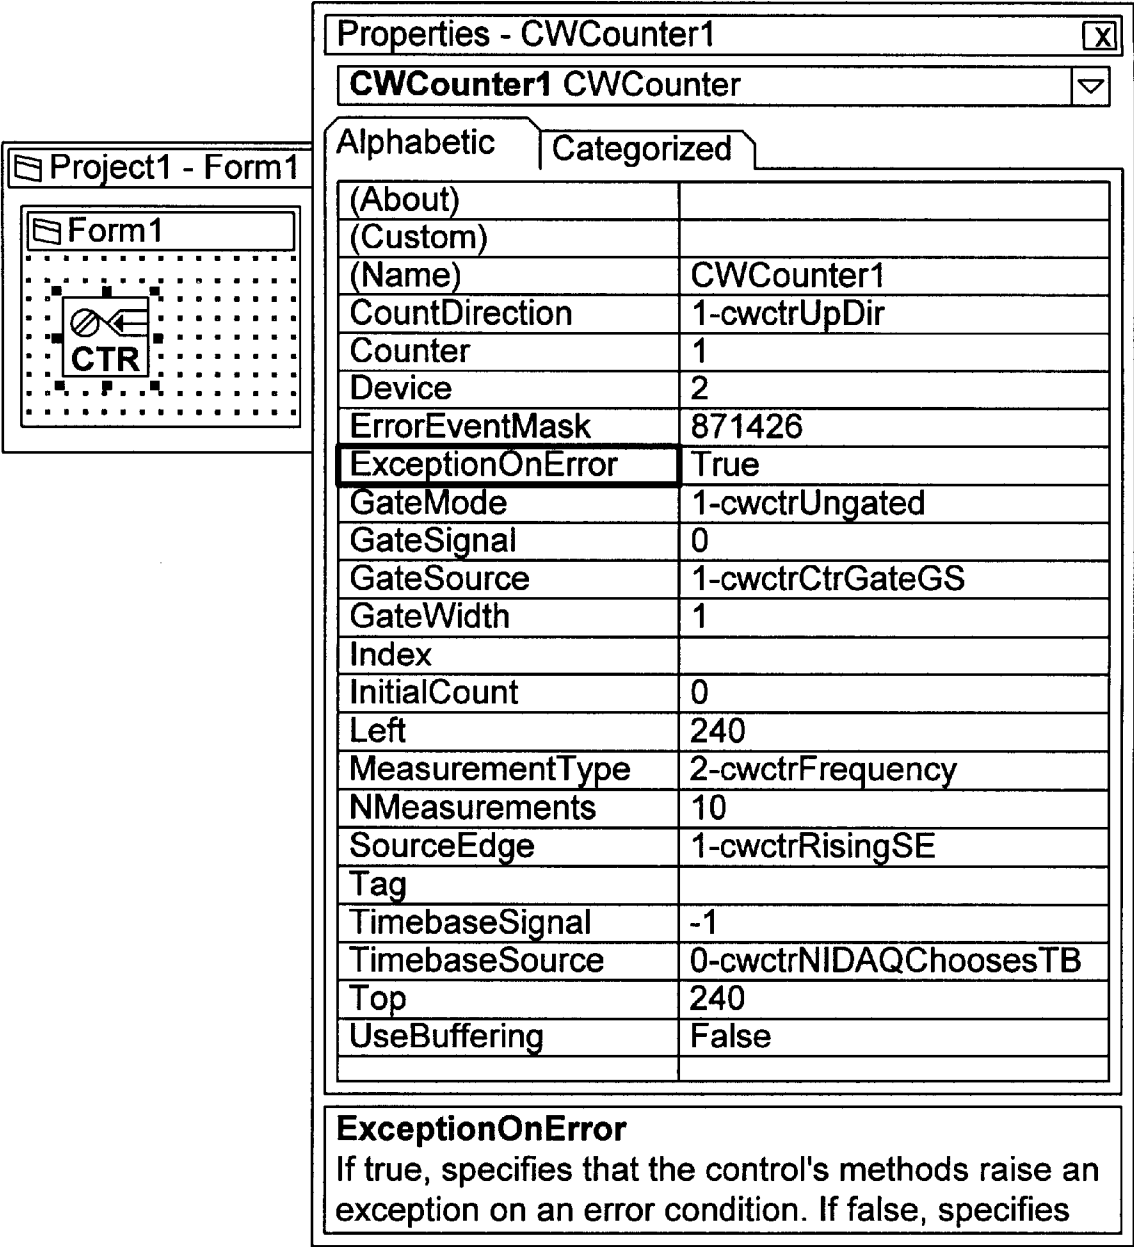 Properties - CWCounter1
X
CWCounter1 CWCounter
Alphabetic
Categorized
Project1 - Form1
Form1
CTR
(About)
(Custom)
(Name) CWCounter1
CountDirection 1-cwctrUpDir
Counter 1
Device 2
ErrorEventMask 871426
ExceptionOnError True
GateMode 1-cwctrUngated
GateSignal 0
GateSource 1-cwctrCtrGateGS
GateWidth 1
Index
InitialCount 0
Left 240
MeasurementType 2-cwctrFrequency
NMeasurements 10
SourceEdge 1-cwctrRisingSE
Tag
TimebaseSignal -1
TimebaseSource 0-cwctrNIDAQChoosesTB
Top 240
UseBuffering False
ExceptionOnError
If true, specifies that the control's methods raise an
exception on an error condition. If false, specifies